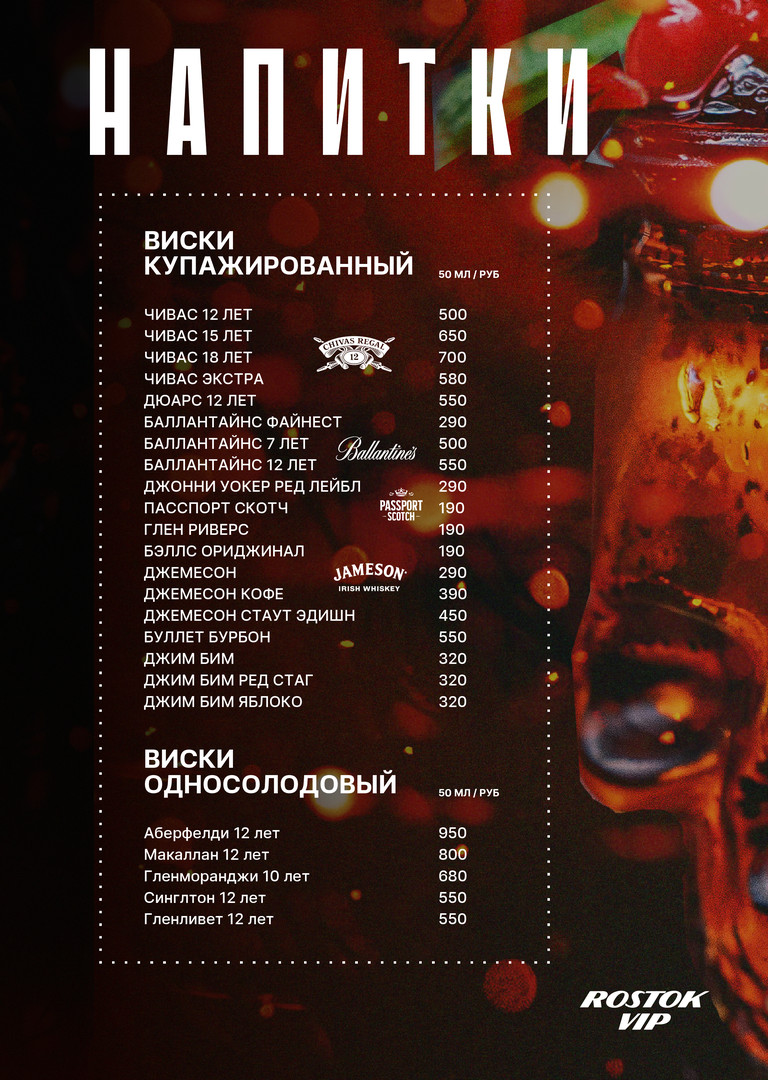 НАПИТКИ
ВИСКИ
КУПАЖИРОВАННЫЙ 50 МЛ / РУБ
ЧИВАС 12 ЛЕТ 500
ЧИВАС 15 ЛЕТ 650
CHIVAS REGAL
12
ЧИВАС 18 ЛЕТ 700
ЧИВАС ЭКСТРА 580
ДЮАРС 12 ЛЕТ 550
БАЛЛАНТАЙНС ФАЙНЕСТ 290
БАЛЛАНТАЙНС 7 ЛЕТ 500
Ballantine's
БАЛЛАНТАЙНС 12 ЛЕТ 550
ДЖОННИ УОКЕР РЕД ЛЕЙБЛ 290
ПАССПОРТ СКОТЧ 190
PASSPORT
SCOTCH
ГЛЕН РИВЕРС 190
БЭЛЛС ОРИДЖИНАЛ 190
ДЖЕМЕСОН 290
JAMESON
IRISH WHISKEY
ДЖЕМЕСОН КОФЕ 390
ДЖЕМЕСОН СТАУТ ЭДИШН 450
БУЛЛЕТ БУРБОН 550
ДЖИМ БИМ 320
ДЖИМ БИМ РЕД СТАГ 320
ДЖИМ БИМ ЯБЛОКО 320
ВИСКИ
ОДНОСОЛОДОВЫЙ 50 МЛ / РУБ
Аберфелди 12 лет 950
Макаллан 12 лет 800
Гленморанджи 10 лет 680
Синглтон 12 лет 550
Гленливет 12 лет 550
ROSTOK
VIP